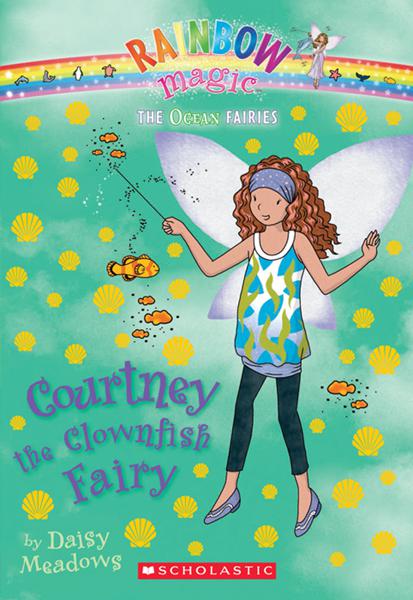 RAINBOW
magic
THE OCEAN FAIRIES
Courtney
the Clownfish
Fairy
by Daisy
Meadows
SCHOLASTIC